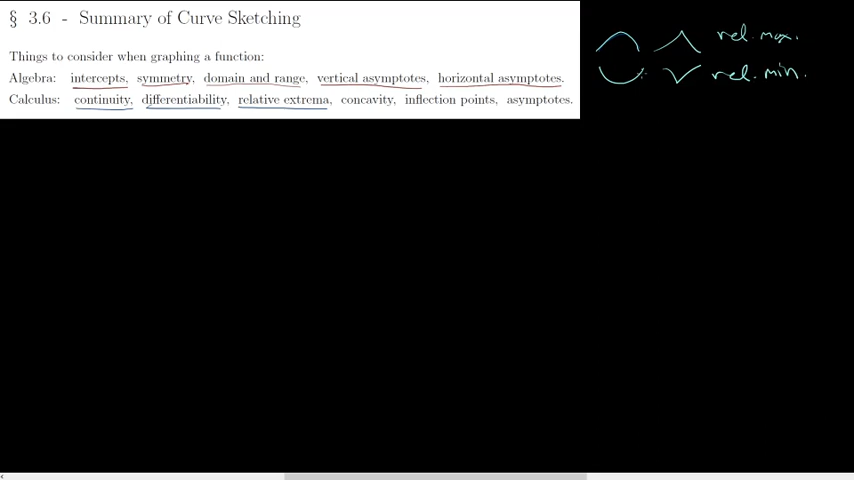 § 3.6 - Summary of Curve Sketching
Things to consider when graphing a function:
Algebra: intercepts, symmetry, domain and range, vertical asymptotes, horizontal asymptotes.
Calculus: continuity, differentiability, relative extrema, concavity, inflection points, asymptotes.
rel. max.
rel. min.